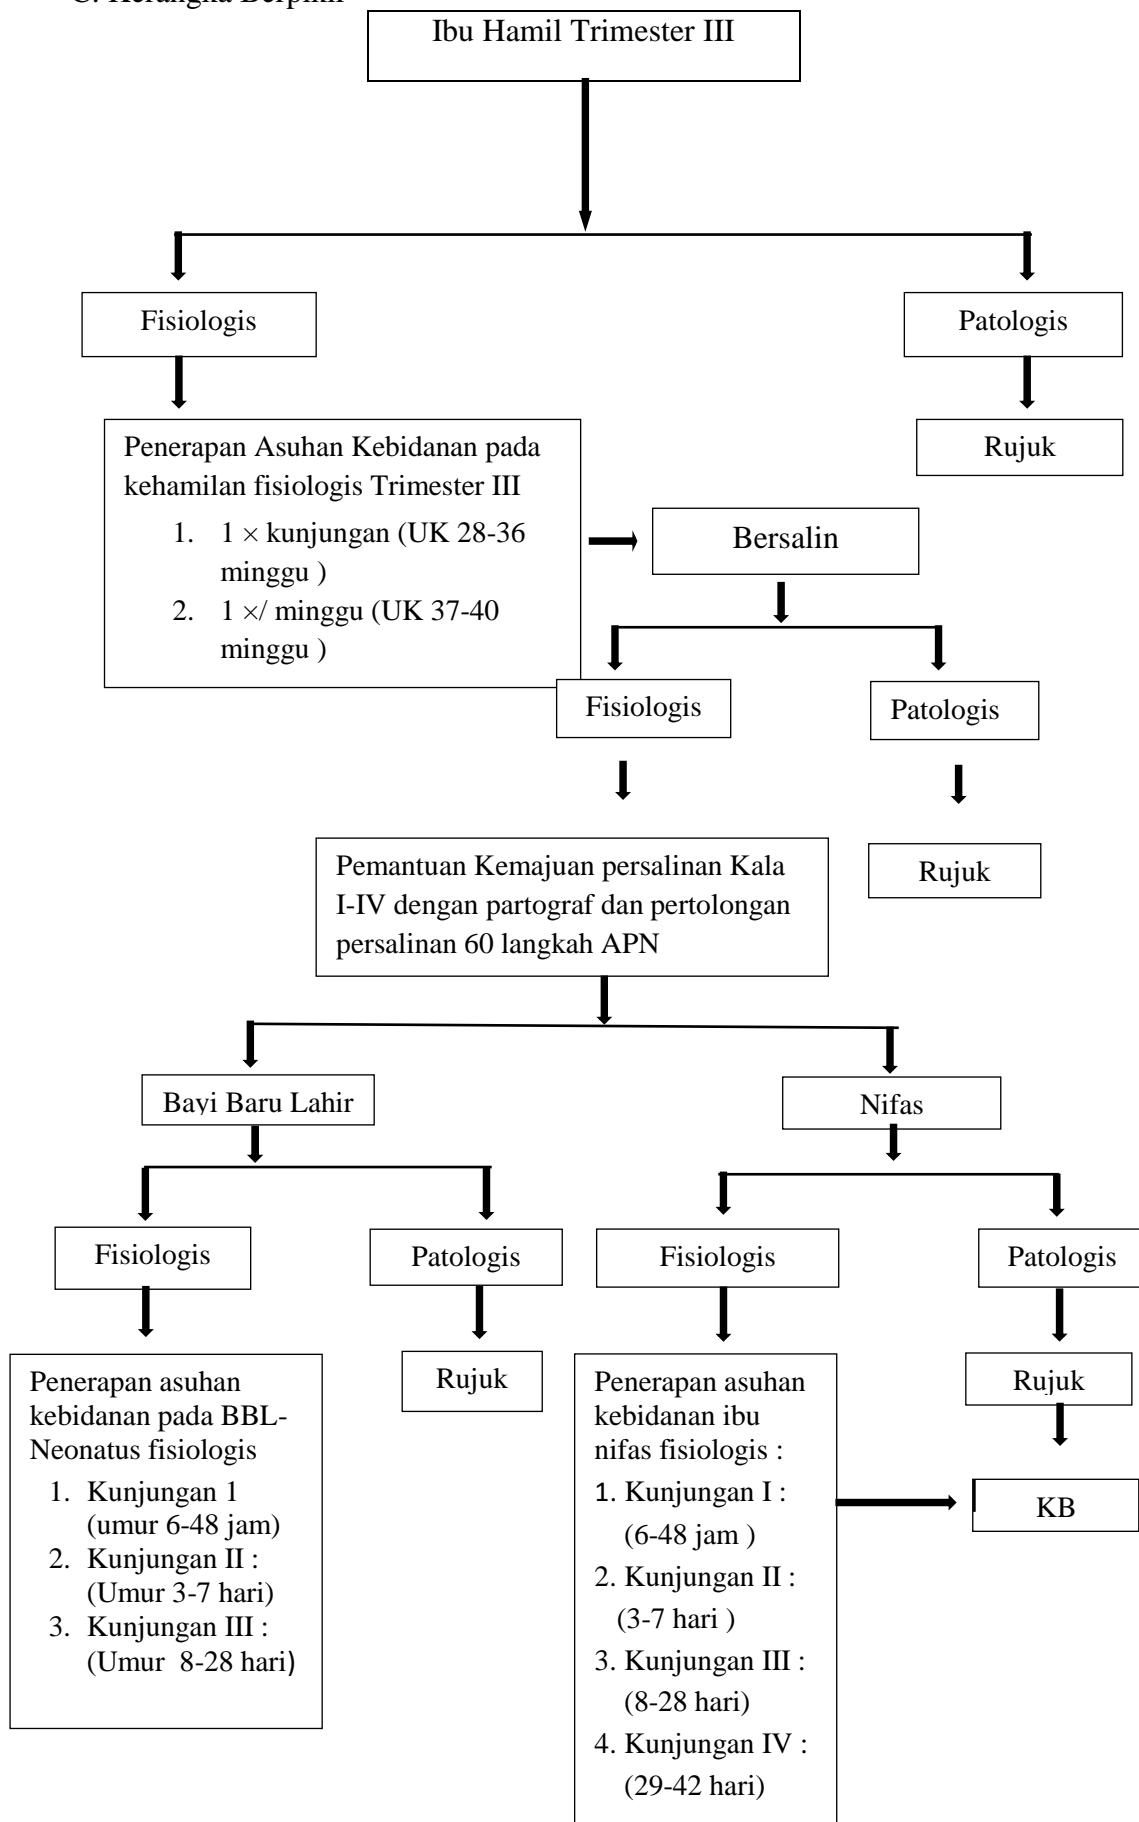 C. Kerangka Berpikir
Ibu Hamil Trimester III
Fisiologis
Patologis
Penerapan Asuhan Kebidanan pada
kehamilan fisiologis Trimester III
1. 1 × kunjungan (UK 28-36
minggu )
2. 1 ×/ minggu (UK 37-40
minggu )
Rujuk
Bersalin
Fisiologis
Patologis
Pemantuan Kemajuan persalinan Kala
I-IV dengan partograf dan pertolongan
persalinan 60 langkah APN
Rujuk
Bayi Baru Lahir
Nifas
Fisiologis
Patologis
Fisiologis
Patologis
Penerapan asuhan
kebidanan pada BBL-
Neonatus fisiologis
1. Kunjungan 1
(umur 6-48 jam)
2. Kunjungan II :
(Umur 3-7 hari)
3. Kunjungan III :
(Umur 8-28 hari)
Rujuk
Penerapan asuhan
kebidanan ibu
nifas fisiologis :
1. Kunjungan I :
(6-48 jam )
2. Kunjungan II :
(3-7 hari )
3. Kunjungan III :
(8-28 hari)
4. Kunjungan IV :
(29-42 hari)
Rujuk
KB